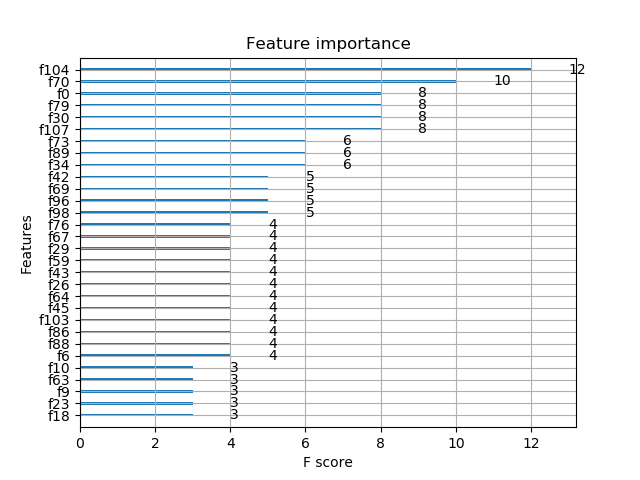 Feature importance
f104 12
f70 10
f0 8
f79 8
f30 8
f107 8
f73 6
f89 6
f34 6
f42 5
f69 5
f96 5
f98 5
f76 4
f67 4
f29 4
f59 4
f43 4
f26 4
f64 4
f45 4
f103 4
f86 4
f88 4
f6 4
f10 3
f63 3
f9 3
f23 3
f18 3
Features
0 2 4 6 8 10 12
F score